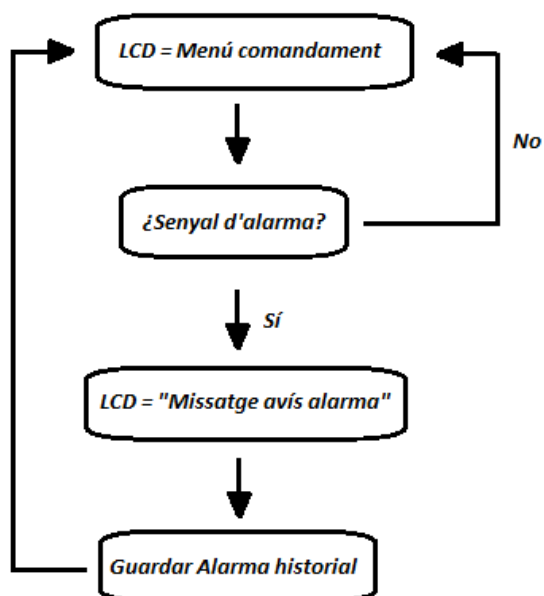 LCD = Menú comandament
No
¿Senyal d'alarma?
Sí
LCD = "Missatge avís alarma"
Guardar Alarma historial